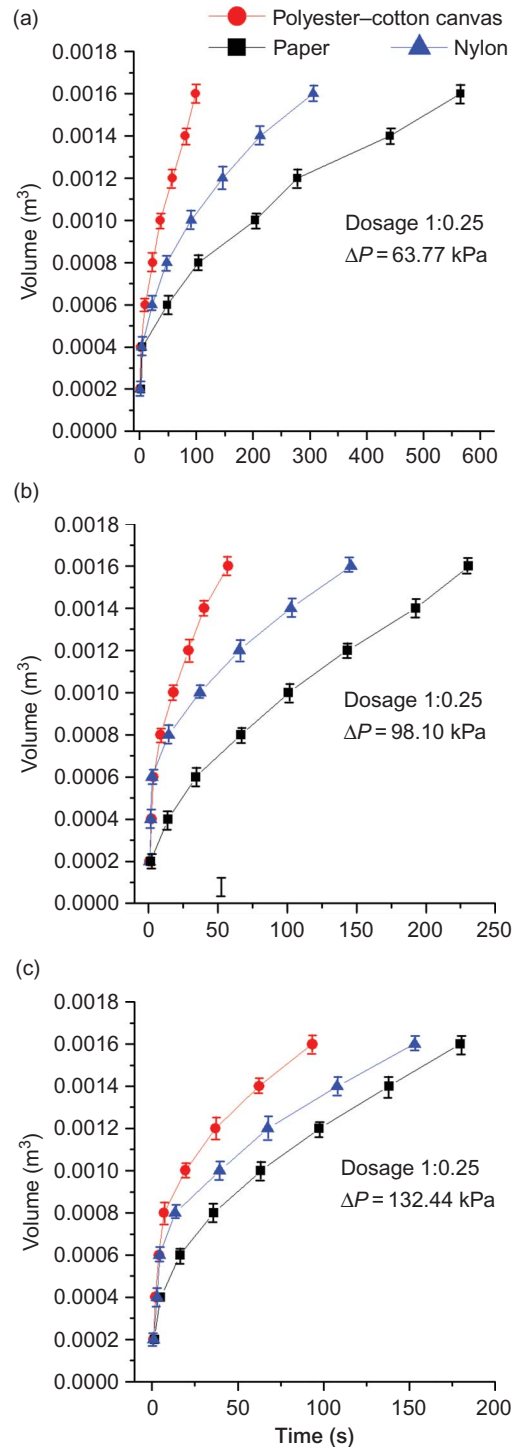 (a)
Polyester–cotton canvas
Paper
Nylon
0.0018
0.0016
0.0014
0.0012
0.0010
0.0008
0.0006
0.0004
0.0002
0.0000
Volume (m³)
Dosage 1:0.25
ΔP = 63.77 kPa
0 100 200 300 400 500 600
(b)
0.0018
0.0016
0.0014
0.0012
0.0010
0.0008
0.0006
0.0004
0.0002
0.0000
Volume (m³)
Dosage 1:0.25
ΔP = 98.10 kPa
0 50 100 150 200 250
(c)
0.0018
0.0016
0.0014
0.0012
0.0010
0.0008
0.0006
0.0004
0.0002
0.0000
Volume (m³)
Dosage 1:0.25
ΔP = 132.44 kPa
0 50 100 150 200
Time (s)